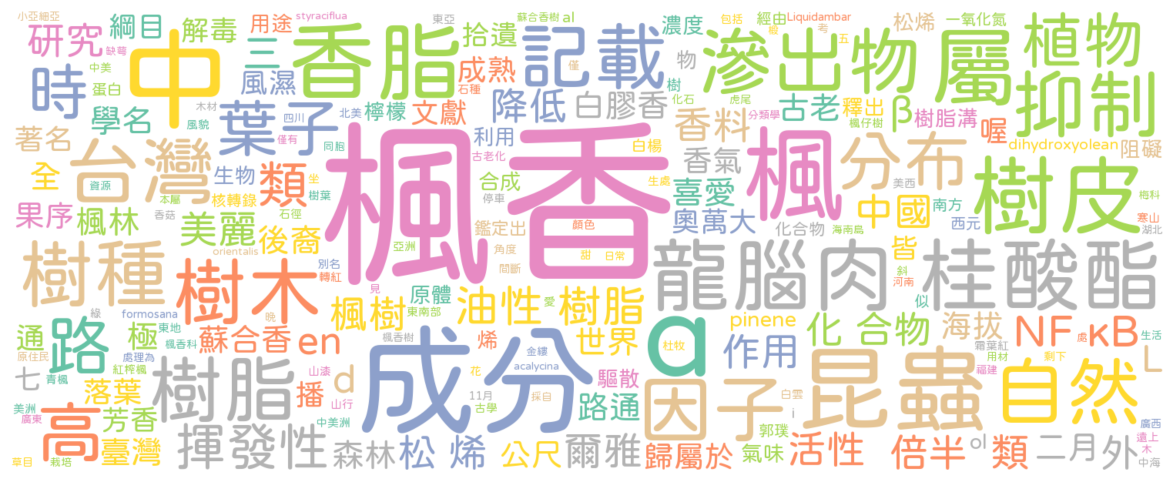 小亞細亞 styraciflua 蘇合香樹 al 東亞 濃度 經由 Liquidambar 包括 松烯 一氧化氮
研究 缺萼 綱目 解毒 用途 三 香脂 拾遺 記載 滲出物 屬 植物
時 中美 蛋白 中 風濕 石種 成熟 僅 物 樹 級 考 五 抑制
學名 風貌 木材 葉子 四川 北美 檸檬 文獻 降低 白膠香 化石 虎尾 古老 分類學 釋出 β 樹脂溝 喔
著名 僅有 同胞 利用 古老化 香料 白楊 楓仔樹 dihydroxyolean 阻礙
全 台灣 生物 類 楓香 香氣 楓 分布 樹皮
資源 本屬 核轉錄 坐 樹葉 停車 合成 生處 喜愛 美西 南方 梅科
果序 楓林 香菇 石徑 美麗 後裔 鑑定出 顏色 亞洲 角度 奧萬大 化合物 海南島 中國 西元 寒山 湖北
樹種 orientalis 別名 轉紅 樹木 間斷 甜 日常 龍腦肉 皆 斜 河南 桂酸酯
綠 formosana 見 楓樹 原體 東南部 油性 愛 樹脂 α pinene 化合物 似 海拔 NF κB
通 路 極 東地 晚 蘇合香 en 烯 世界 杜牧 作用 霜葉紅 用材 處 生活
原住民 青楓 處理為 紅榨楓 楓香科 楓香樹 金縷 acalycina 成分 因子 昆蟲 福建 剩下 L 自然
七 落葉 樹脂 山漆 播 d 花 驅散 白雲
美洲 廣東 高 芳香 山行 中美洲 11月 古學 採自 路通 i 郭璞 廣西
草目 栽培 臺灣 揮發性 森林 松烯 公尺 爾雅 歸屬於 氣味 活性 倍半 ol 類 二月 外 遠上 木 中海